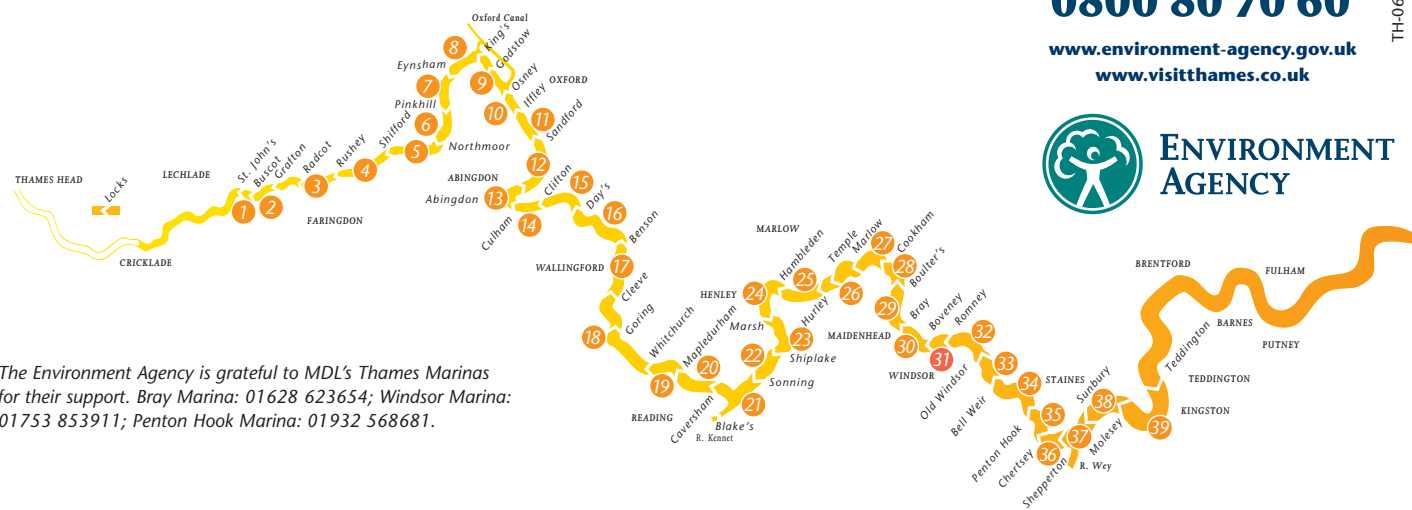 0800 80 70 60
www.environment-agency.gov.uk
www.visitthames.co.uk
TH-06
ENVIRONMENT
AGENCY
THAMES HEAD
Locks
CRICKLADE
LECHLADE
St. John's
1
Buscot
2
Grafton
Radcot
3
FARINGDON
Rushey
4
Shifford
5
Northmoor
6
Pinkhill
7
Eynsham
8
Oxford Canal
King's
9
Godstow
10
Osney
OXFORD
Iffley
11
Sandford
12
ABINGDON
Abingdon
13
Culham
14
Clifton
15
Day's
16
Benson
WALLINGFORD
17
Cleeve
18
Goring
Whitchurch
19
Mapledurham
20
READING
Caversham
21
Blake's
R. Kennet
Sonning
22
Shiplake
23
Marsh
HENLEY
24
MARLOW
Hambleden
25
Hurley
Temple
26
Marlow
27
Cookham
28
Boulter's
29
MAIDENHEAD
Bray
30
Boveney
31
WINDSOR
Romney
32
Old Windsor
33
Bell Weir
34
STAINES
Penton Hook
35
Chertsey
36
Shepperton
37
R. Wey
Sunbury
38
Molesey
39
Teddington
TEDDINGTON
KINGSTON
BRENTFORD
FULHAM
BARNES
PUTNEY
The Environment Agency is grateful to MDL's Thames Marinas
for their support. Bray Marina: 01628 623654; Windsor Marina:
01753 853911; Penton Hook Marina: 01932 568681.